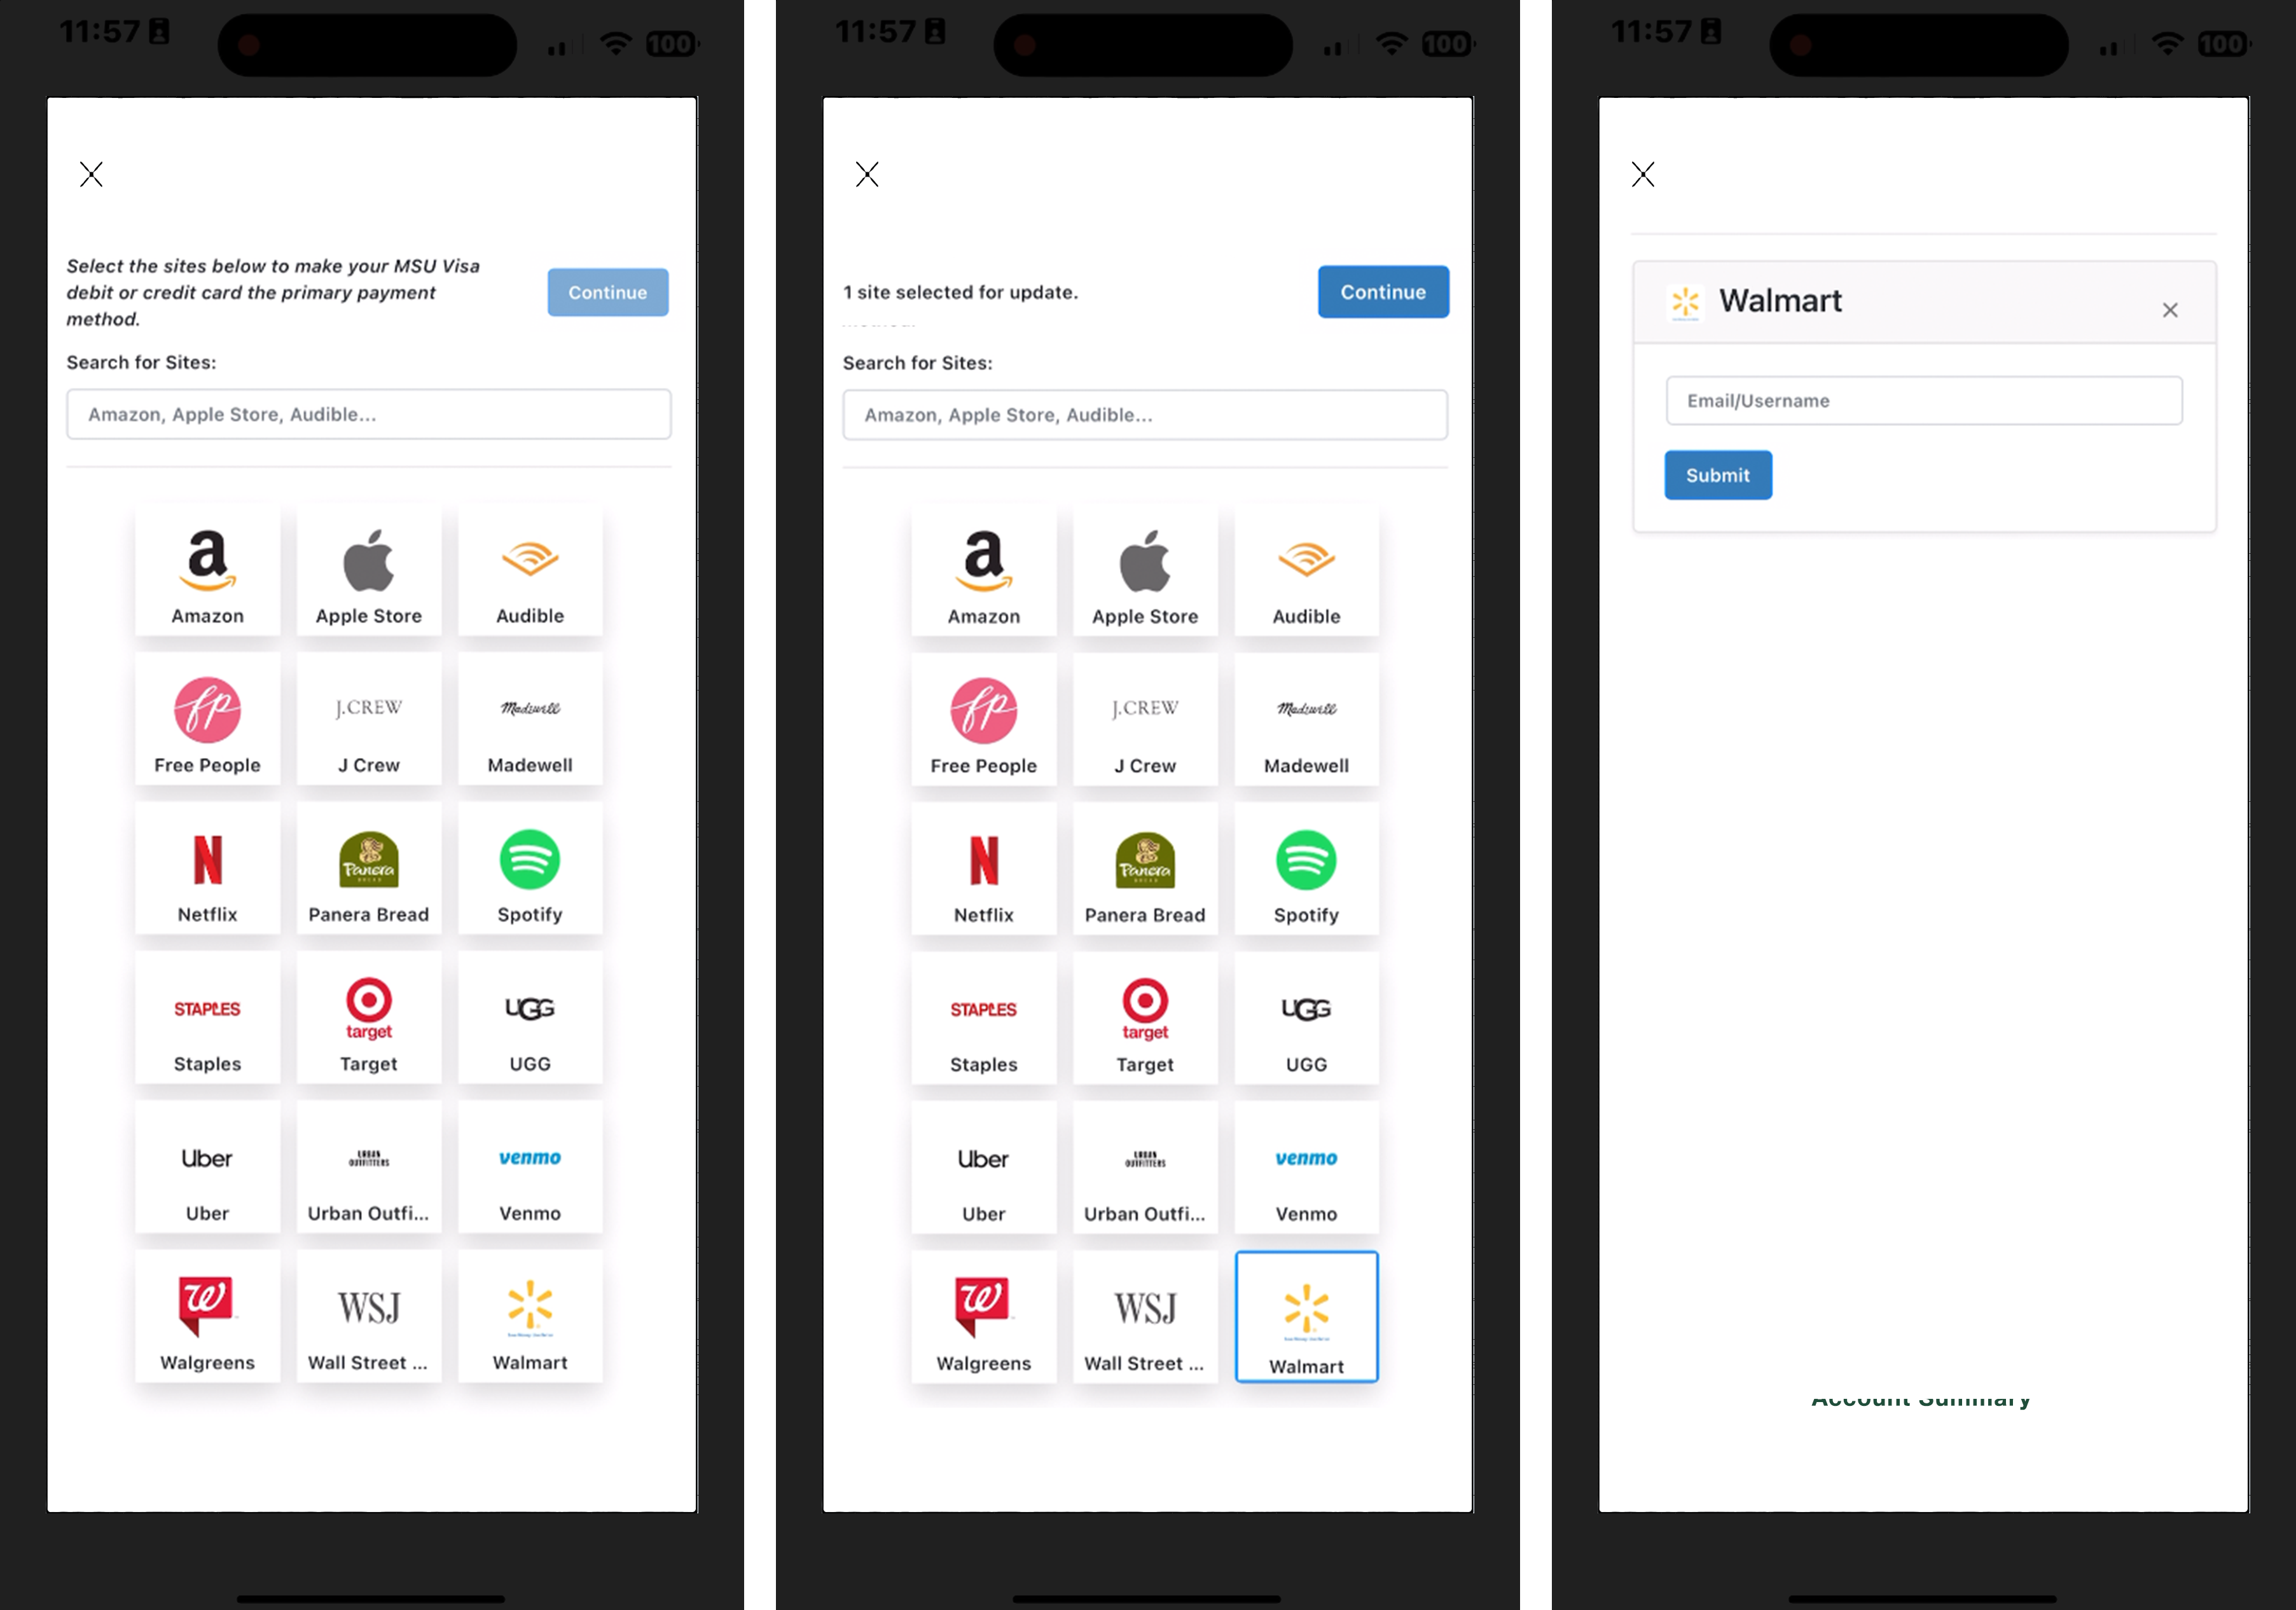 11:57
100
Select the sites below to make your MSU Visa
debit or credit card the primary payment
method.
Continue
Search for Sites:
Amazon, Apple Store, Audible...
a
Amazon
Apple Store
Audible
fp
Free People
J.CREW
J Crew
Madewell
Madewell
N
Netflix
Panera
BREAD
Panera Bread
Spotify
STAPLES
Staples
target
Target
UGG
UGG
Uber
Uber
URBAN
OUTFITTERS
Urban Outfi...
venmo
Venmo
W
Walgreens
WSJ
Wall Street ...
Walmart
11:57
100
1 site selected for update.
Continue
Search for Sites:
Amazon, Apple Store, Audible...
a
Amazon
Apple Store
Audible
fp
Free People
J.CREW
J Crew
Madewell
Madewell
N
Netflix
Panera
BREAD
Panera Bread
Spotify
STAPLES
Staples
target
Target
UGG
UGG
Uber
Uber
URBAN
OUTFITTERS
Urban Outfi...
venmo
Venmo
W
Walgreens
WSJ
Wall Street ...
Walmart
11:57
100
Walmart
Email/Username
Submit
Account Summary